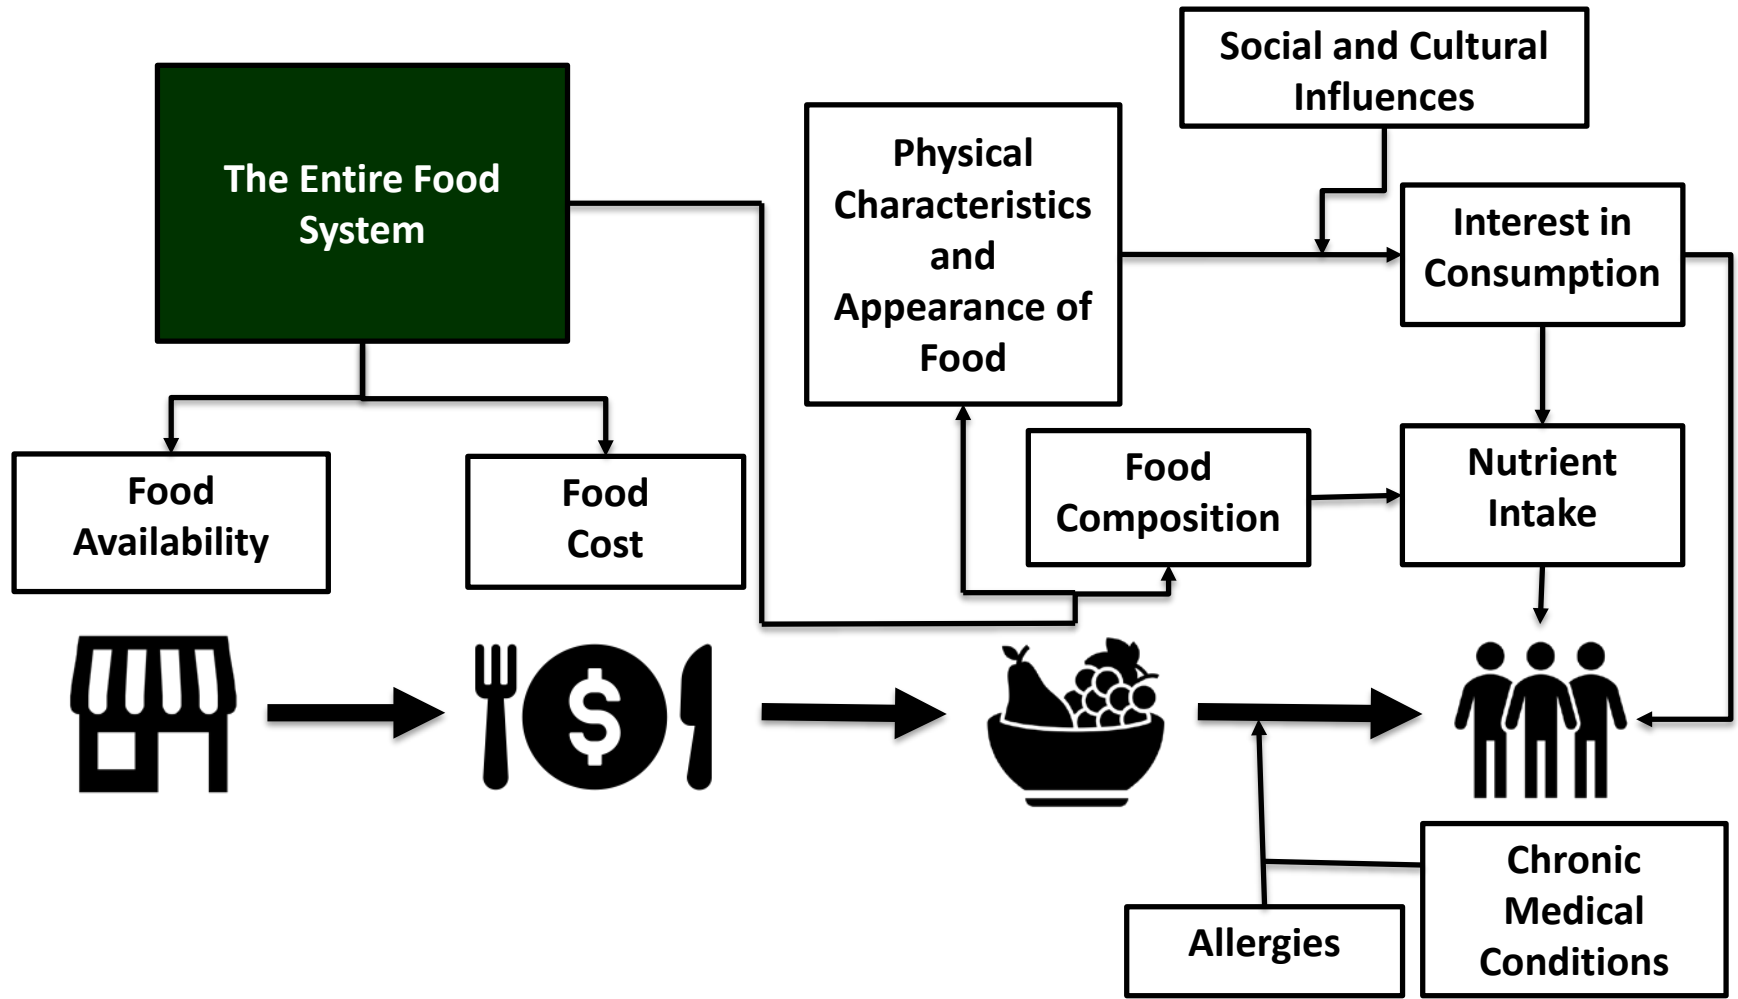 Social and Cultural
Influences
The Entire Food
System
Physical
Characteristics
and
Appearance of
Food
Interest in
Consumption
Food
Availability
Food
Cost
Food
Composition
Nutrient
Intake
$
Allergies
Chronic
Medical
Conditions